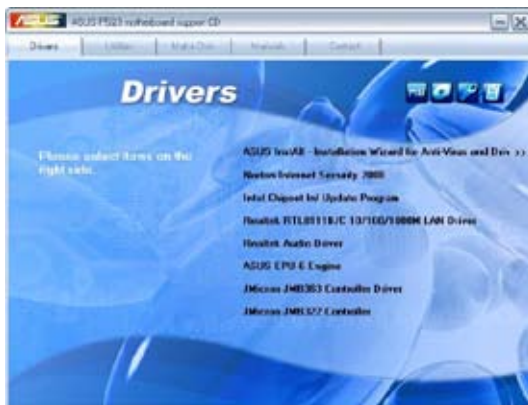 ASUS motherboard support CD
Drivers Utilities Make Disk Manuals Contact
Drivers
Please select items on the
right side.
ASUS InstAll - Installation Wizard for Anti-Virus and Driv >>
Norton Internet Security 2008
Intel Chipset Inf Update Program
Realtek RTL8111B/C 10/100/1000M LAN Driver
Realtek Audio Driver
ASUS EPU-6 Engine
JMicron JMB363 Controller Driver
JMicron JMB322 Controller